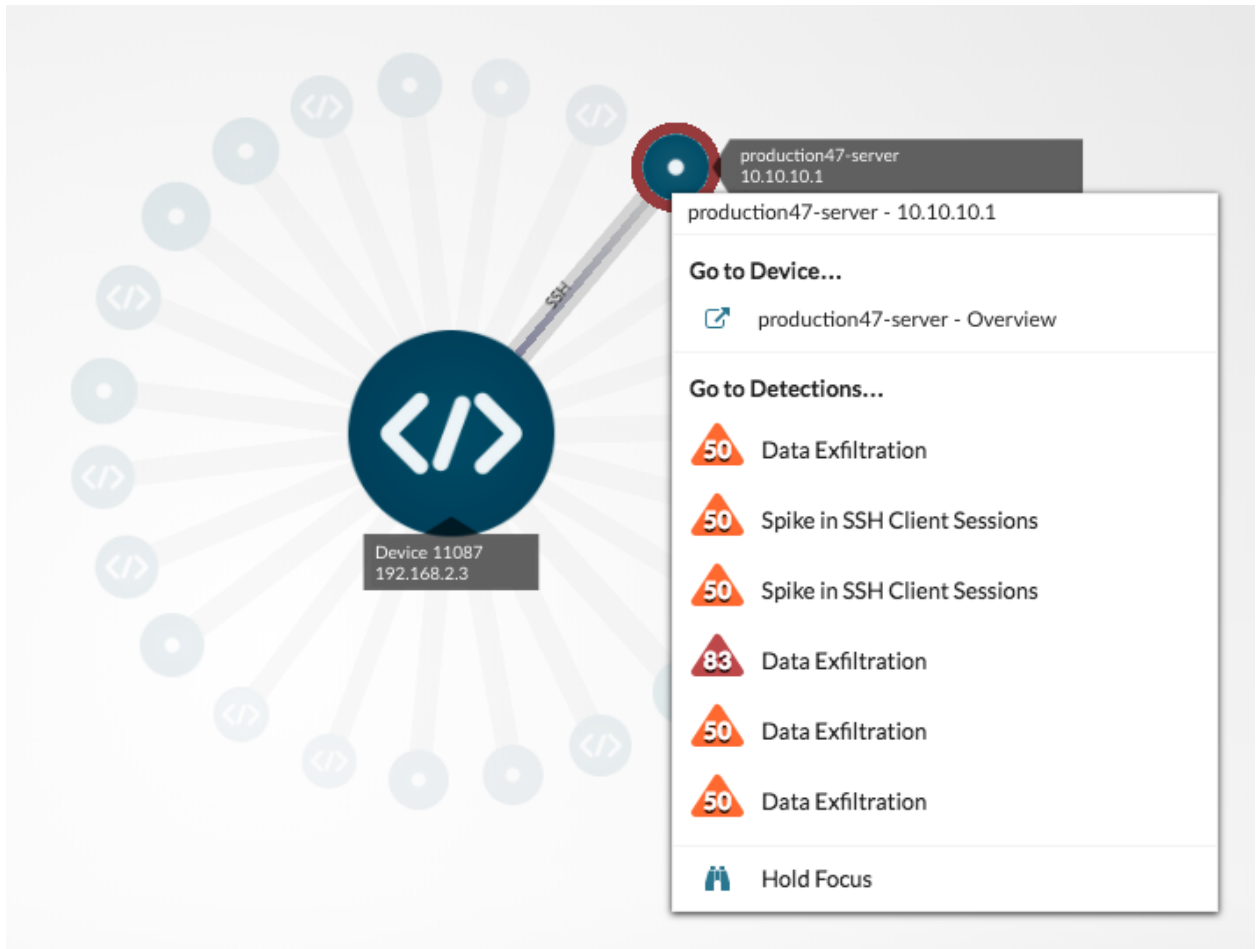 production47-server
10.10.10.1
production47-server - 10.10.10.1
Go to Device...
production47-server - Overview
Go to Detections...
50 Data Exfiltration
50 Spike in SSH Client Sessions
50 Spike in SSH Client Sessions
83 Data Exfiltration
50 Data Exfiltration
50 Data Exfiltration
Hold Focus
SSH
</>
Device 11087
192.168.2.3